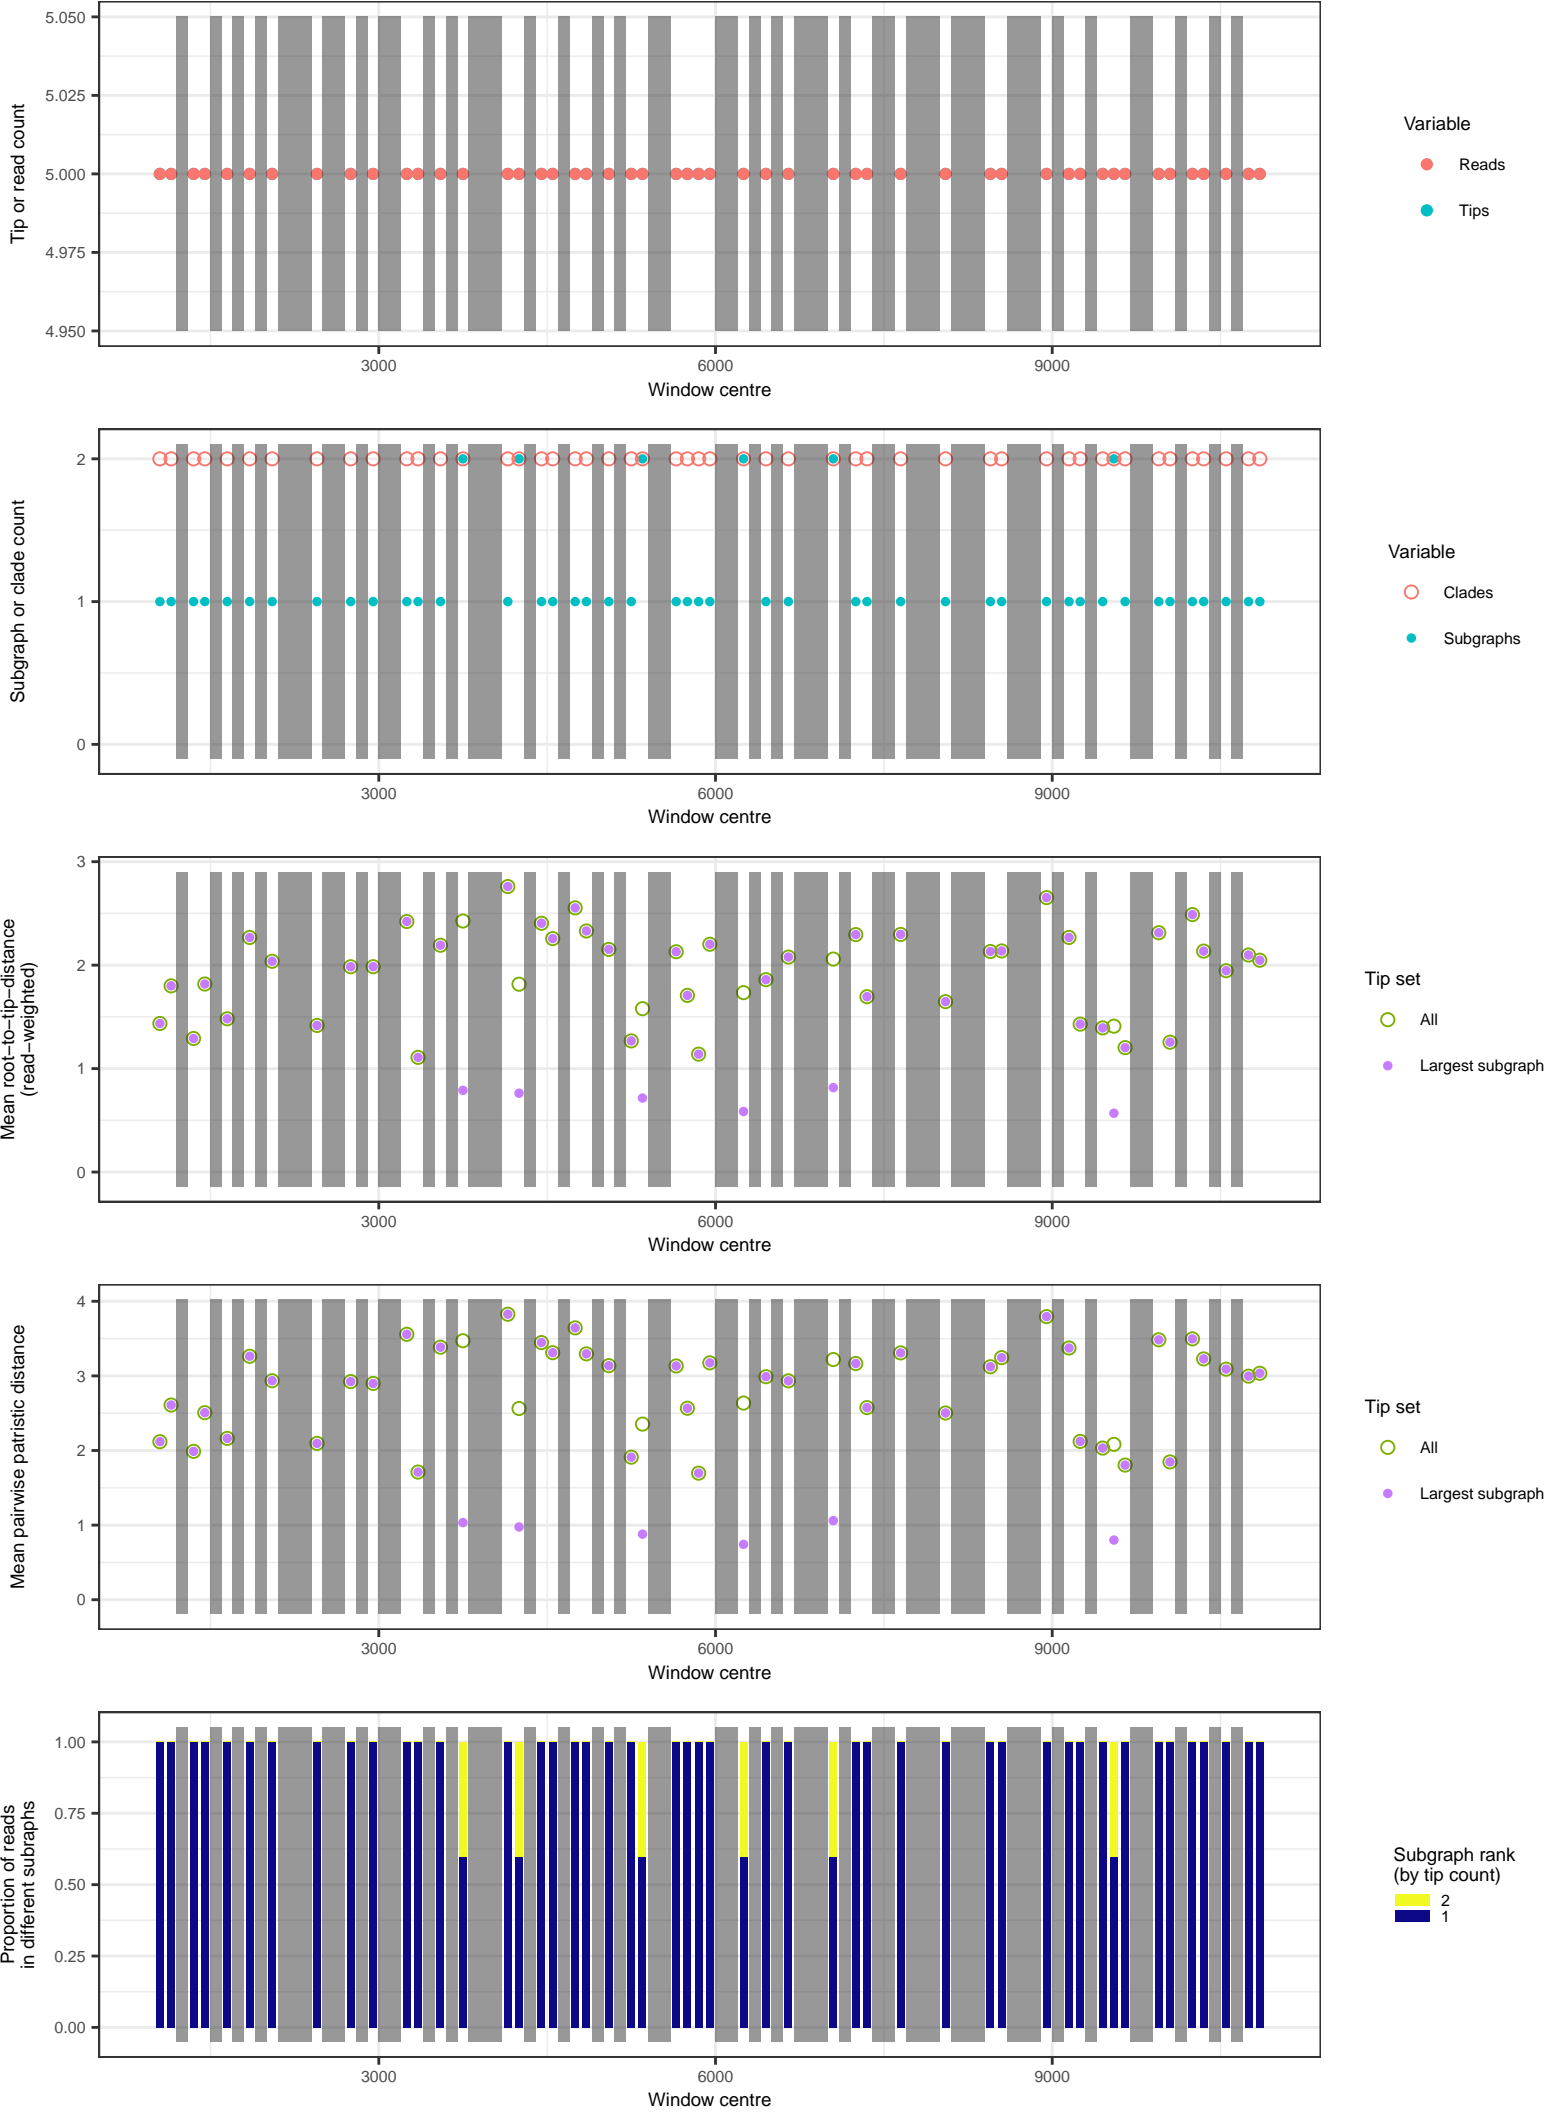 5.050
5.025
5.000
4.975
4.950
Tip or read count
3000
6000
9000
Window centre
Variable
Reads
Tips
2
1
0
Subgraph or clade count
3000
6000
9000
Window centre
Variable
Clades
Subgraphs
3
2
1
0
Mean root−to−tip−distance
(read−weighted)
3000
6000
9000
Window centre
Tip set
All
Largest subgraph
4
3
2
1
0
Mean pairwise patristic distance
3000
6000
9000
Window centre
Tip set
All
Largest subgraph
1.00
0.75
0.50
0.25
0.00
Proportion of reads
in different subraphs
3000
6000
9000
Window centre
Subgraph rank
(by tip count)
2
1